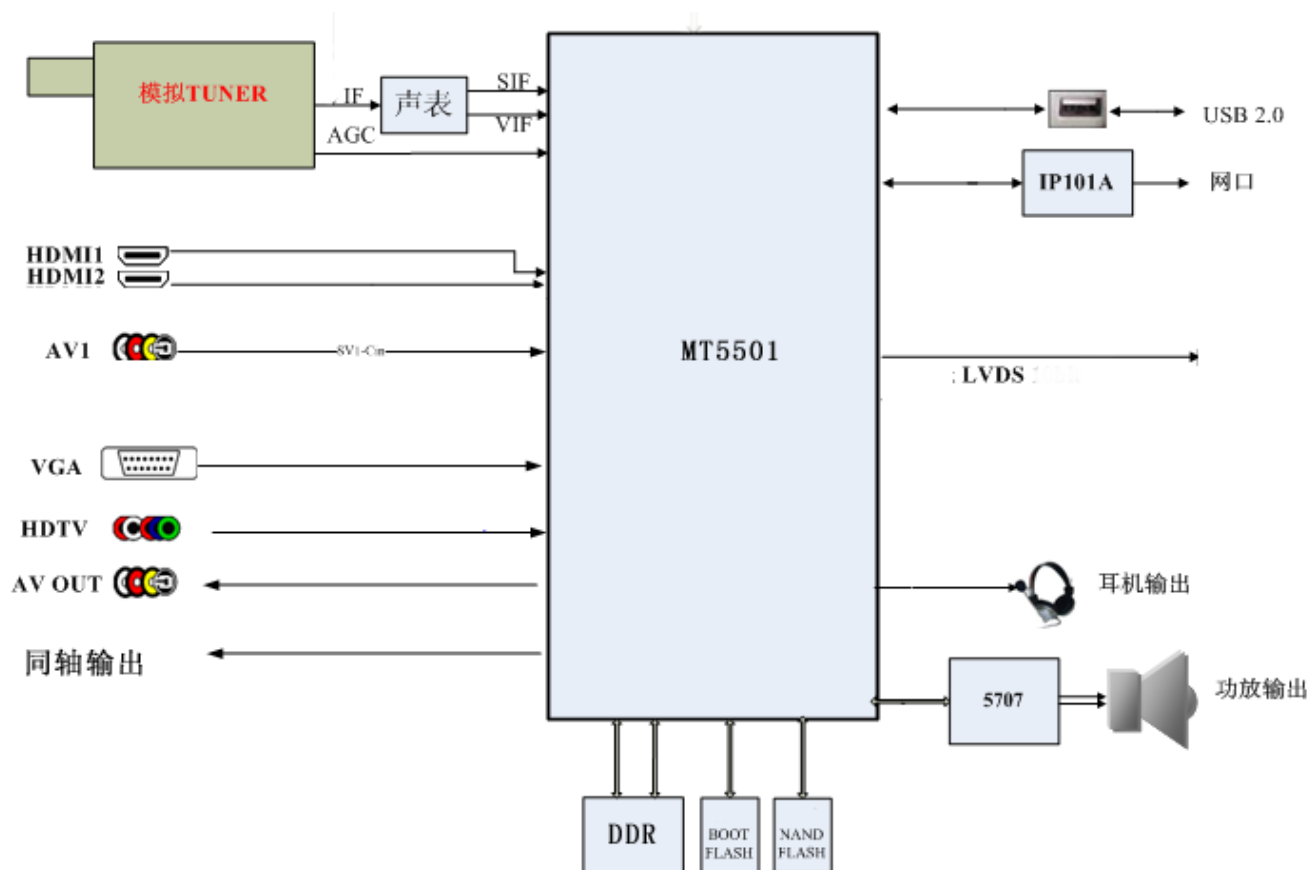 模拟TUNER
IF
AGC
声表
SIF
VIF
USB 2.0
IP101A
网口
HDMI1
HDMI2
AV1
SV1-Cin
MT5501
: LVDS
VGA
HDTV
AV OUT
同轴输出
耳机输出
5707
功放输出
DDR
BOOT
FLASH
NAND
FLASH